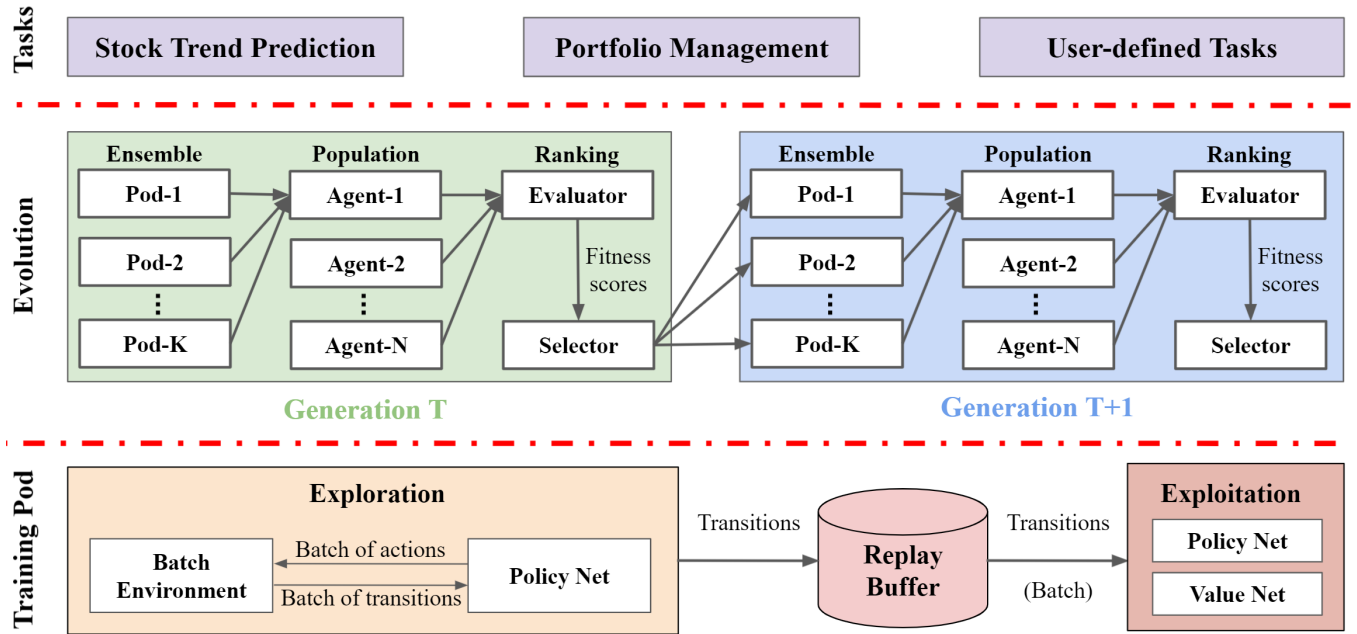 Tasks
Stock Trend Prediction
Portfolio Management
User-defined Tasks
Evolution
Ensemble
Population
Ranking
Pod-1
Agent-1
Evaluator
Pod-2
Agent-2
Fitness
scores
Pod-K
Agent-N
Selector
Generation T
Ensemble
Population
Ranking
Pod-1
Agent-1
Evaluator
Pod-2
Agent-2
Fitness
scores
Pod-K
Agent-N
Selector
Generation T+1
Training Pod
Exploration
Batch
Environment
Batch of actions
Batch of transitions
Policy Net
Transitions
Replay
Buffer
Transitions
(Batch)
Exploitation
Policy Net
Value Net